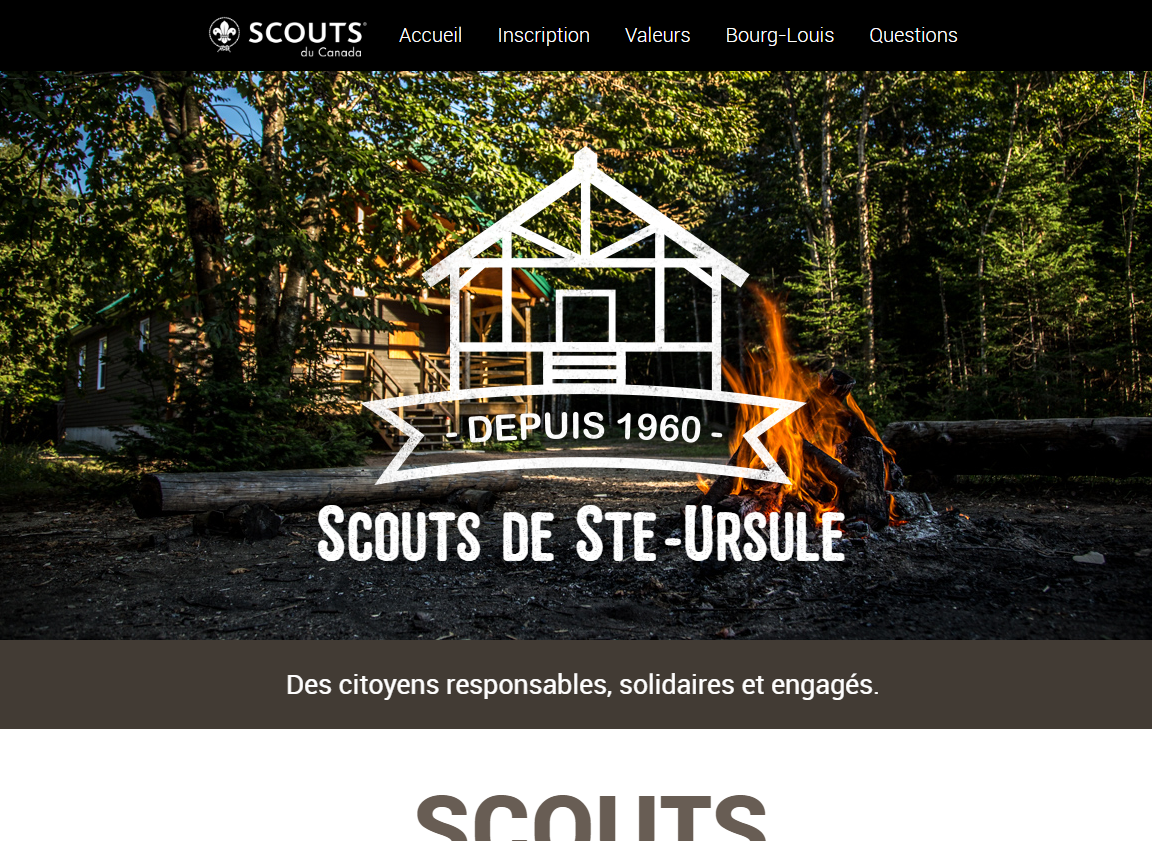 SCOUTS
du Canada
Accueil Inscription Valeurs Bourg-Louis Questions
- DEPUIS 1960 -
SCOUTS DE STE-URSULE
Des citoyens responsables, solidaires et engagés.
SCOUTS